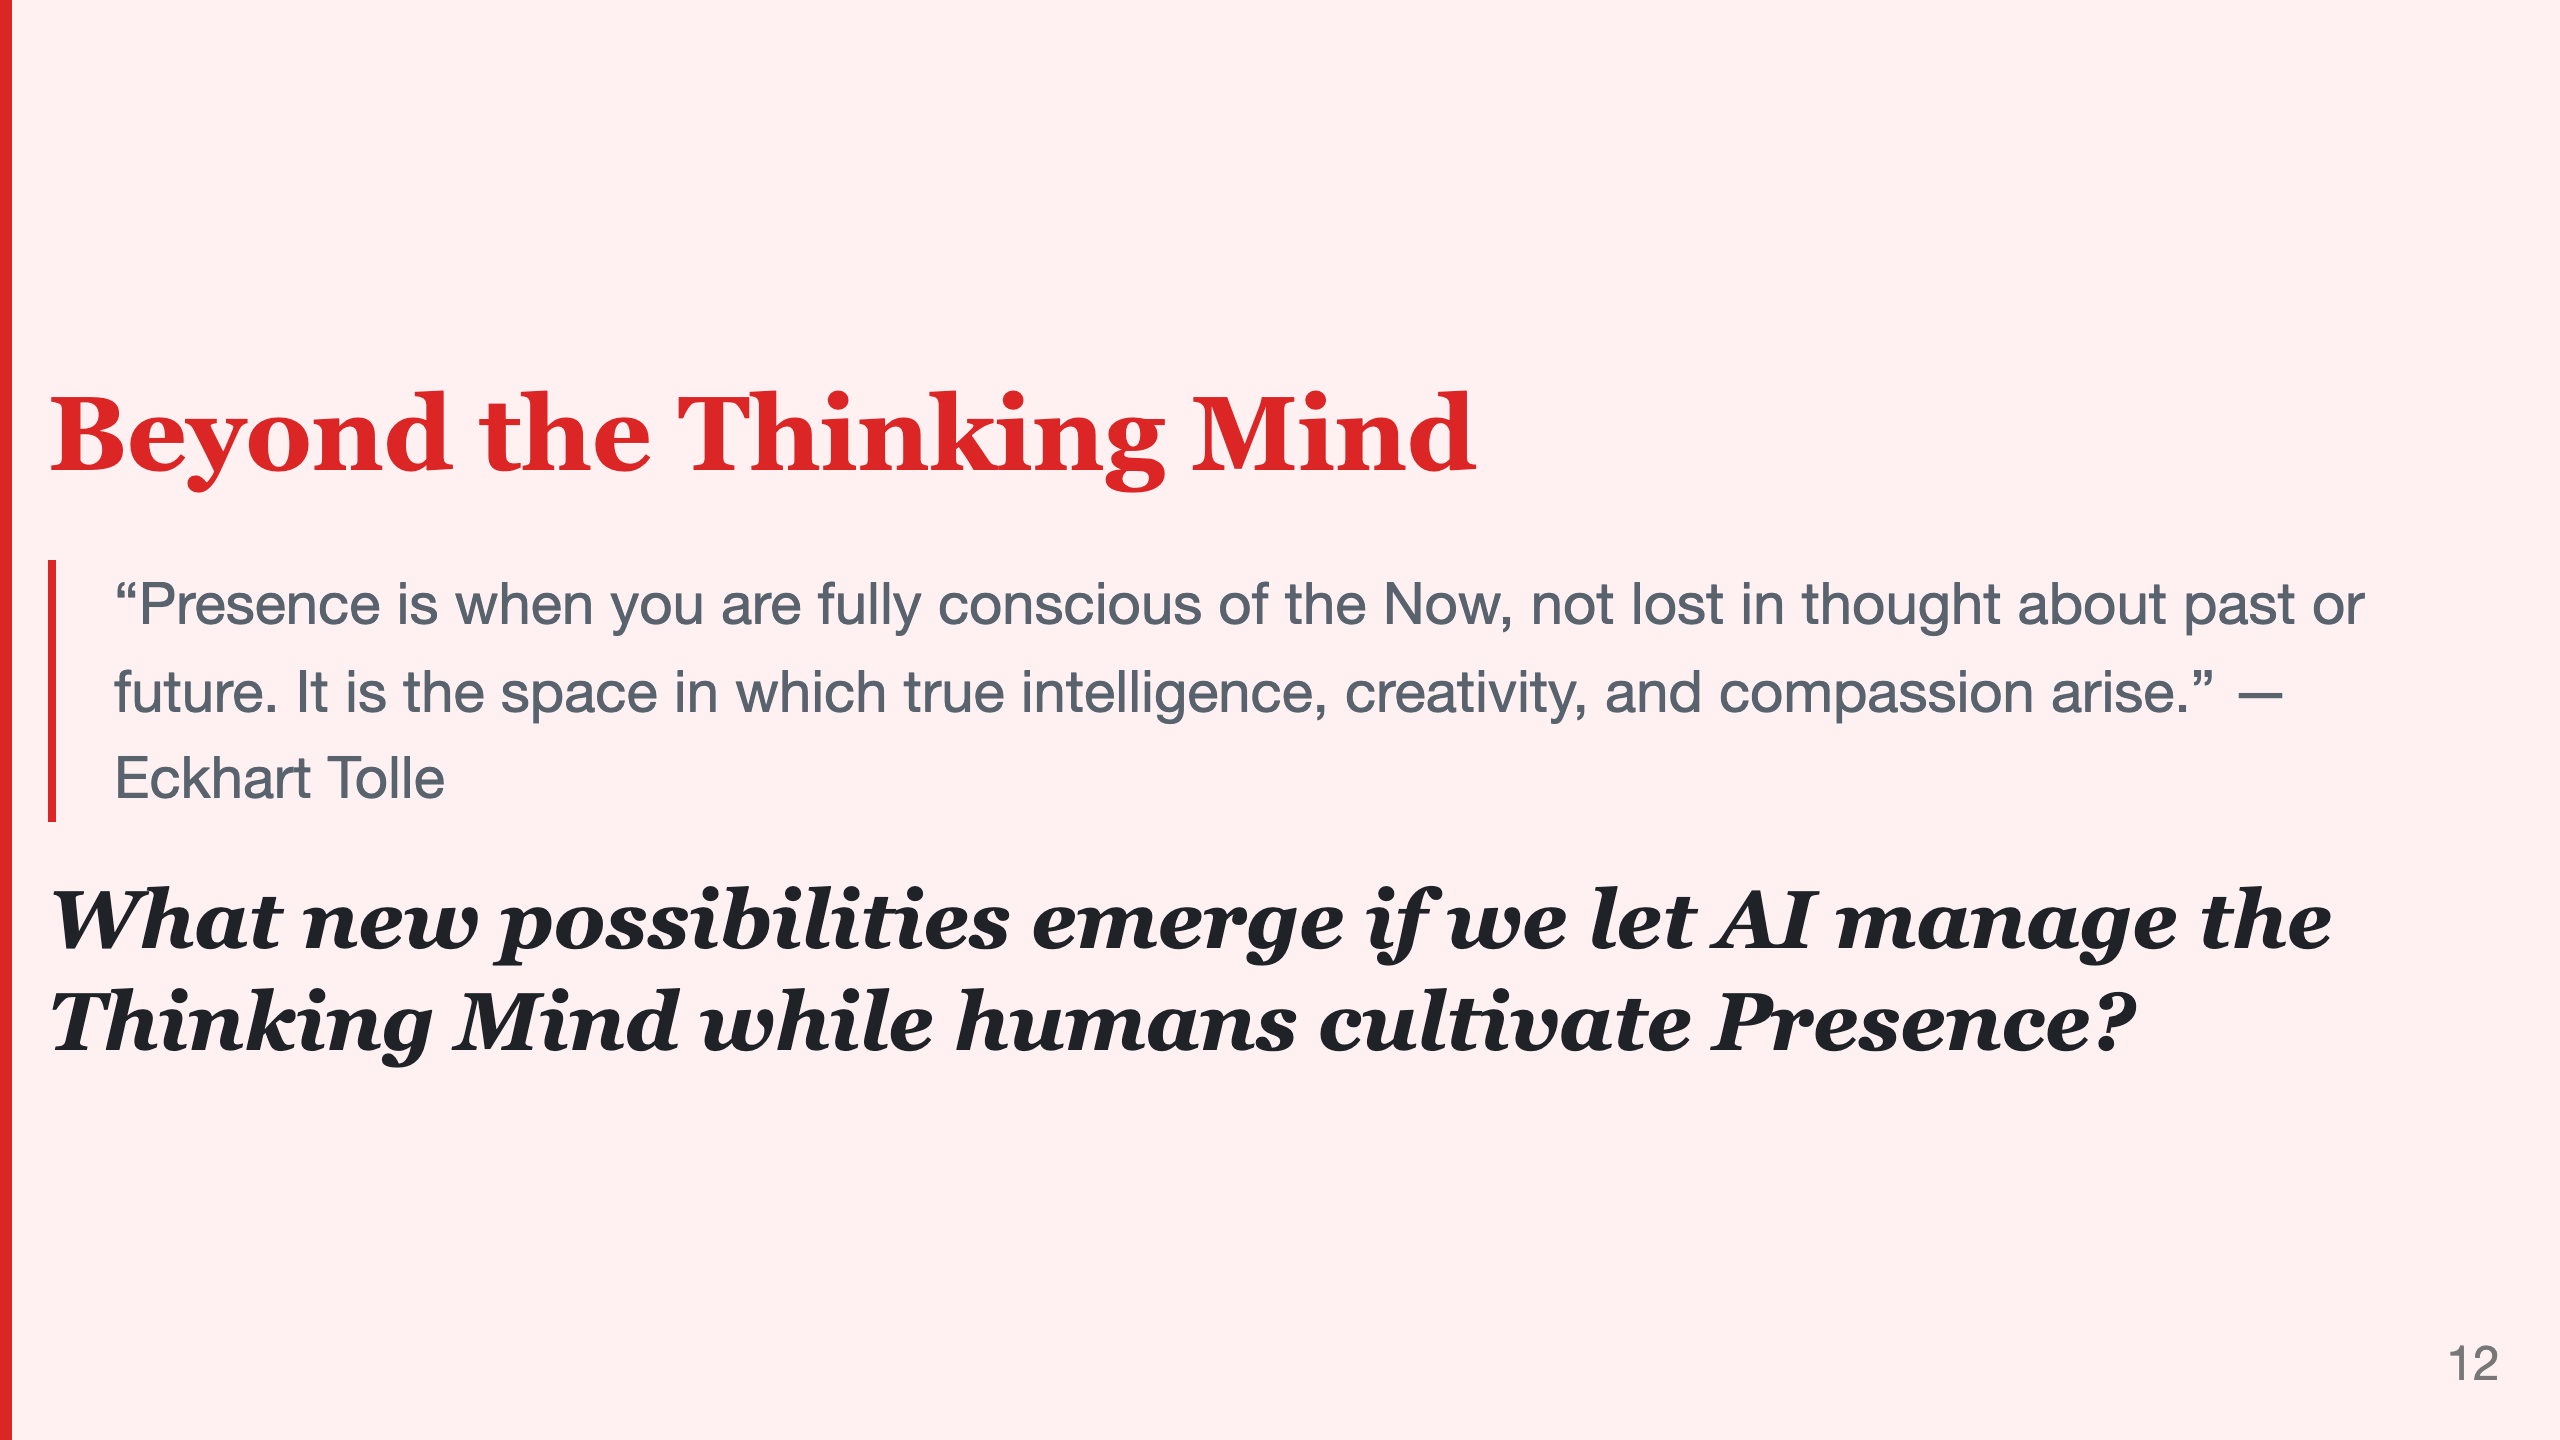 Beyond the Thinking Mind
“Presence is when you are fully conscious of the Now, not lost in thought about past or
future. It is the space in which true intelligence, creativity, and compassion arise.” —
Eckhart Tolle
What new possibilities emerge if we let AI manage the
Thinking Mind while humans cultivate Presence?
12